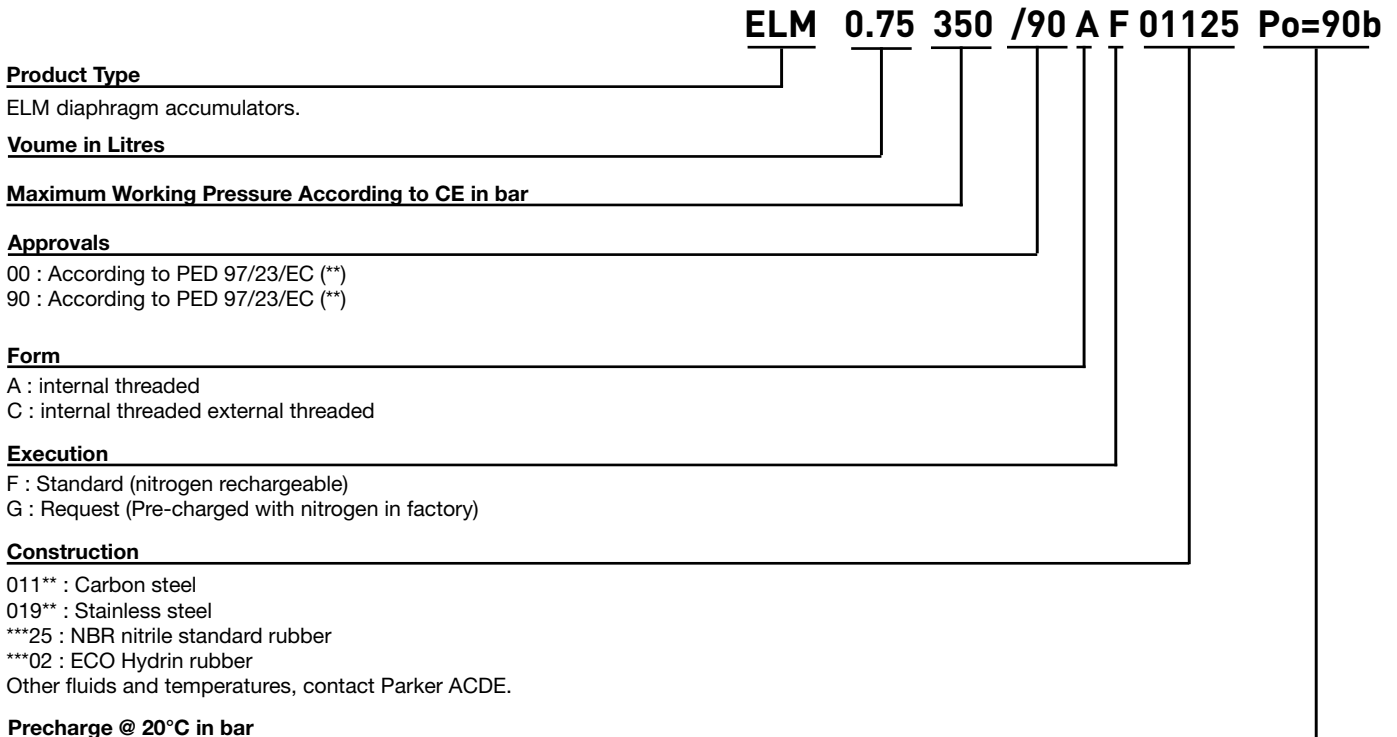 ELM 0.75 350 /90 A F 01125 Po=90b
Product Type
ELM diaphragm accumulators.
Voume in Litres
Maximum Working Pressure According to CE in bar
Approvals
00 : According to PED 97/23/EC (**)
90 : According to PED 97/23/EC (**)
Form
A : internal threaded
C : internal threaded external threaded
Execution
F : Standard (nitrogen rechargeable)
G : Request (Pre-charged with nitrogen in factory)
Construction
011** : Carbon steel
019** : Stainless steel
***25 : NBR nitrile standard rubber
***02 : ECO Hydrin rubber
Other fluids and temperatures, contact Parker ACDE.
Precharge @ 20°C in bar